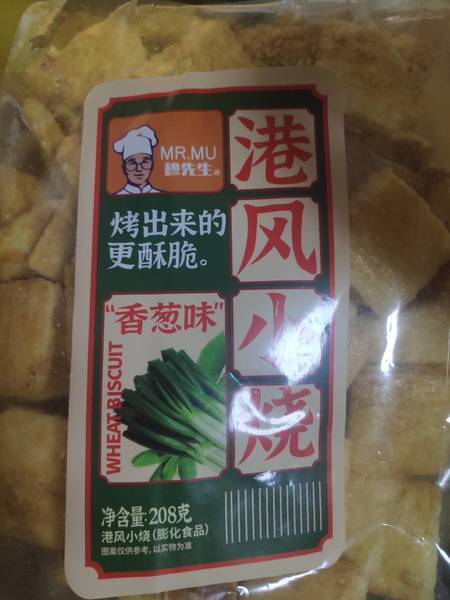 MR.MU
穆先生®
港风小烧
烤出来的
更酥脆。
"香葱味"
WHEAT BISCUIT
净含量:208克
港风小烧(膨化食品)
图案仅供参考，以实物为准